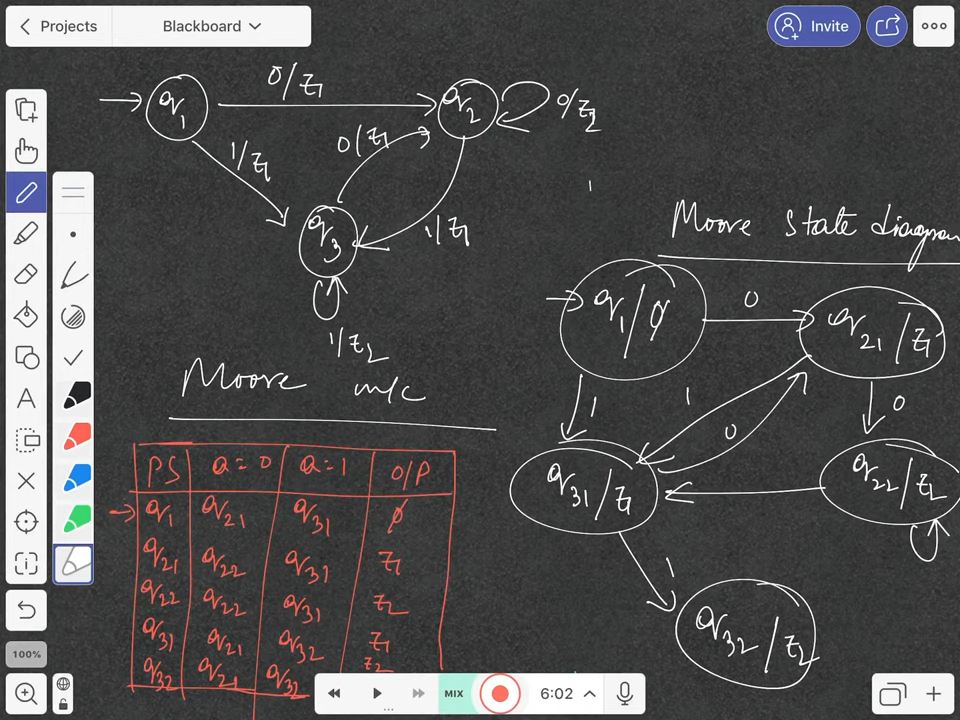 Projects
Blackboard
Invite
q1
0/Z1
q2
0/Z2
1/Z1
0/Z1
q3
1/Z1
1/Z2
Moore m/c
PS a=0 a=1 O/P
q1 q21 q31 ϕ
q21 q22 q31 Z1
q22 q22 q31 Z2
q31 q21 q32 Z1
q32 q21 q32 Z2
Moore state diagram
q1/ϕ
0
q21/Z1
1
1
0
0
q31/Z1
q22/Z2
1
q32/Z2
100%
MIX
6:02
A